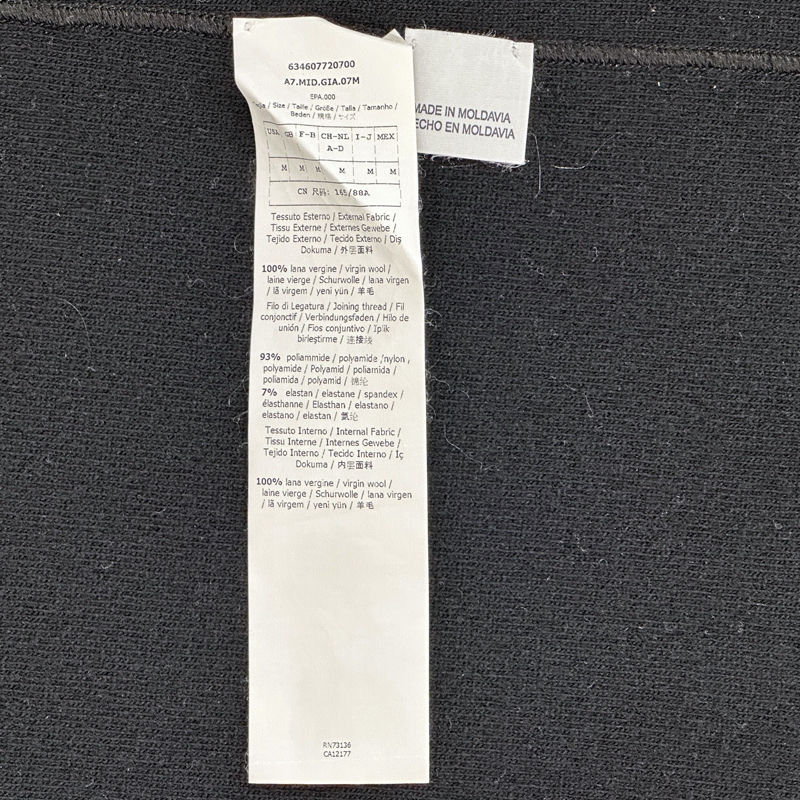 634607720700
A7.MID.GIA.07M
EPA.000
/ Size / Taille / Größe / Talla / Tamanho /
Beden / 规格 / サイズ
USA GB F-B CH-NL I-J MEX
A-D
M M M M M M
CN 尺码: 165/88A
Tessuto Esterno / External Fabric /
Tissu Externe / Externes Gewebe /
Tejido Externo / Tecido Externo / Diş
Dokuma / 外层面料
100% lana vergine / virgin wool /
laine vierge / Schurwolle / lana virgen
/ lã virgem / yeni yün / 羊毛
Filo di Legatura / Joining thread / Fil
conjonctif / Verbindungsfaden / Hilo de
unión / Fios conjuntivo / İplik
birleştirme / 连接线
93% poliammide / polyamide /nylon,
polyamide / Polyamid / poliamida /
poliamida / polyamid / 锦纶
7% elastan / elastane / spandex /
élasthanne / Elasthan / elastano /
elastano / elastan / 氨纶
Tessuto Interno / Internal Fabric /
Tissu Interne / Internes Gewebe /
Tejido Interno / Tecido Interno / İç
Dokuma / 内层面料
100% lana vergine / virgin wool /
laine vierge / Schurwolle / lana virgen
/ lã virgem / yeni yün / 羊毛
RN73136
CA12177
MADE IN MOLDAVIA
ECHO EN MOLDAVIA